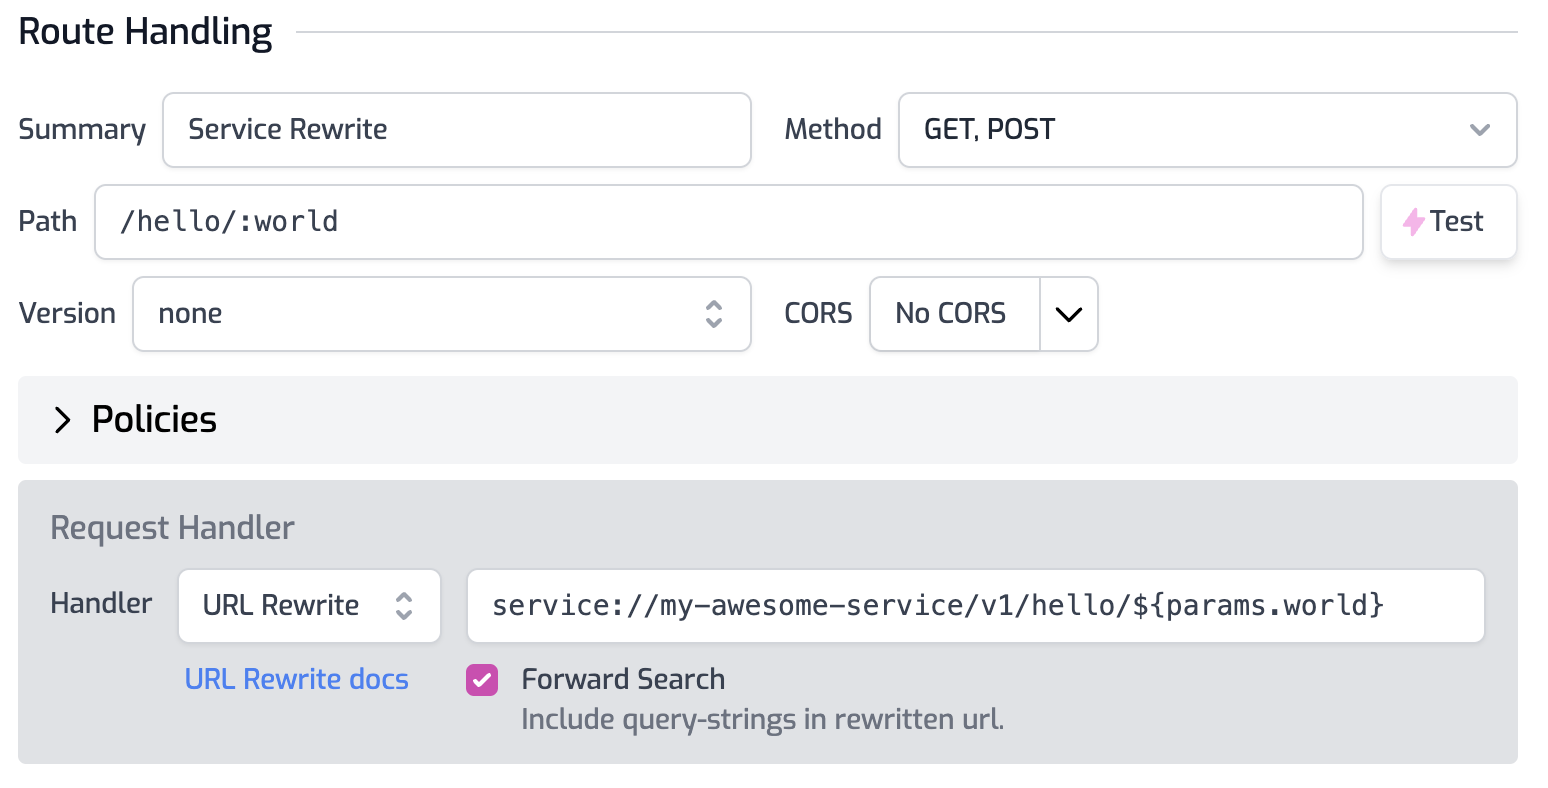 Route Handling
Summary Service Rewrite Method GET, POST
Path /hello/:world Test
Version none CORS No CORS
Policies
Request Handler
Handler URL Rewrite service://my-awesome-service/v1/hello/${params.world}
URL Rewrite docs Forward Search
Include query-strings in rewritten url.